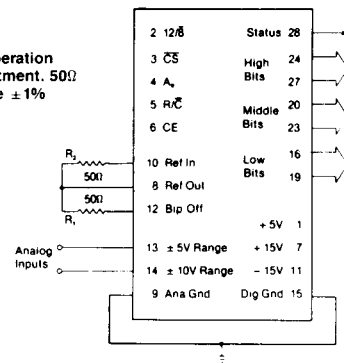 peration
tment. 50Ω
e ±1%
2 12/8̅
3 C̅S̅
4 Aₒ
5 R/C̅
6 CE
10 Ref In
8 Ref Out
12 Bip Off
13 ± 5V Range
14 ± 10V Range
9 Ana Gnd
Status 28
High Bits 24
27
Middle Bits 20
23
Low Bits 16
19
+ 5V 1
+ 15V 7
− 15V 11
Dig Gnd 15
R₂
50Ω
50Ω
R₁
Analog
Inputs